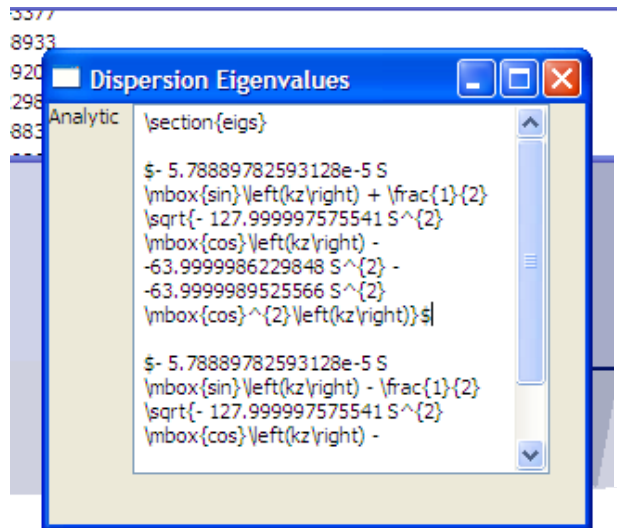 -3377
8933
920
298
883
Dispersion Eigenvalues
Analytic
\section{eigs}
$- 5.78889782593128e-5 S
\mbox{sin}\left(kz\right) + \frac{1}{2}
\sqrt{- 127.999997575541 S^{2}
\mbox{cos}\left(kz\right) -
-63.9999986229848 S^{2} -
-63.9999989525566 S^{2}
\mbox{cos}^{2}\left(kz\right)}$
$- 5.78889782593128e-5 S
\mbox{sin}\left(kz\right) - \frac{1}{2}
\sqrt{- 127.999997575541 S^{2}
\mbox{cos}\left(kz\right) -